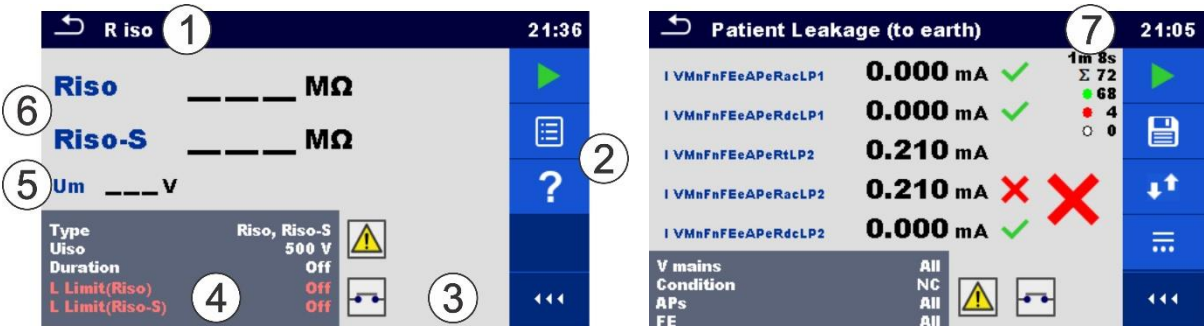 R iso 1 21:36
Riso ___ MΩ
6
Riso-S ___ MΩ
5 Um ___V
2
?
Type Riso, Riso-S
Uiso 500 V
Duration Off
L Limit(Riso) Off
L Limit(Riso-S) Off
4
3
Patient Leakage (to earth) 7 21:05
1m 8s
Σ 72
68
4
0
I VMnFnFEeAPeRacLP1 0.000 mA
I VMnFnFEeAPeRdcLP1 0.000 mA
I VMnFnFEeAPeRtLP2 0.210 mA
I VMnFnFEeAPeRacLP2 0.210 mA
I VMnFnFEeAPeRdcLP2 0.000 mA
V mains All
Condition NC
APs All
FE All